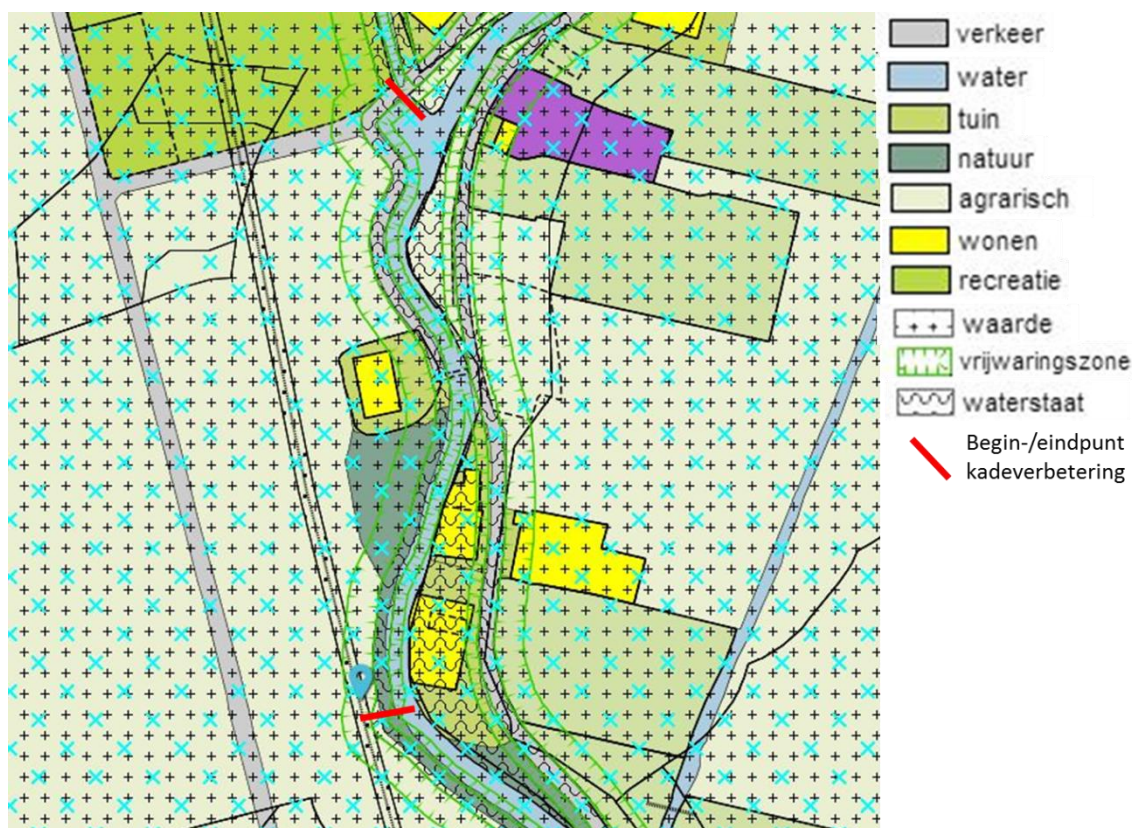 verkeer
water
tuin
natuur
agrarisch
wonen
recreatie
waarde
vrijwaringszone
waterstaat
Begin-/eindpunt
kadeverbetering